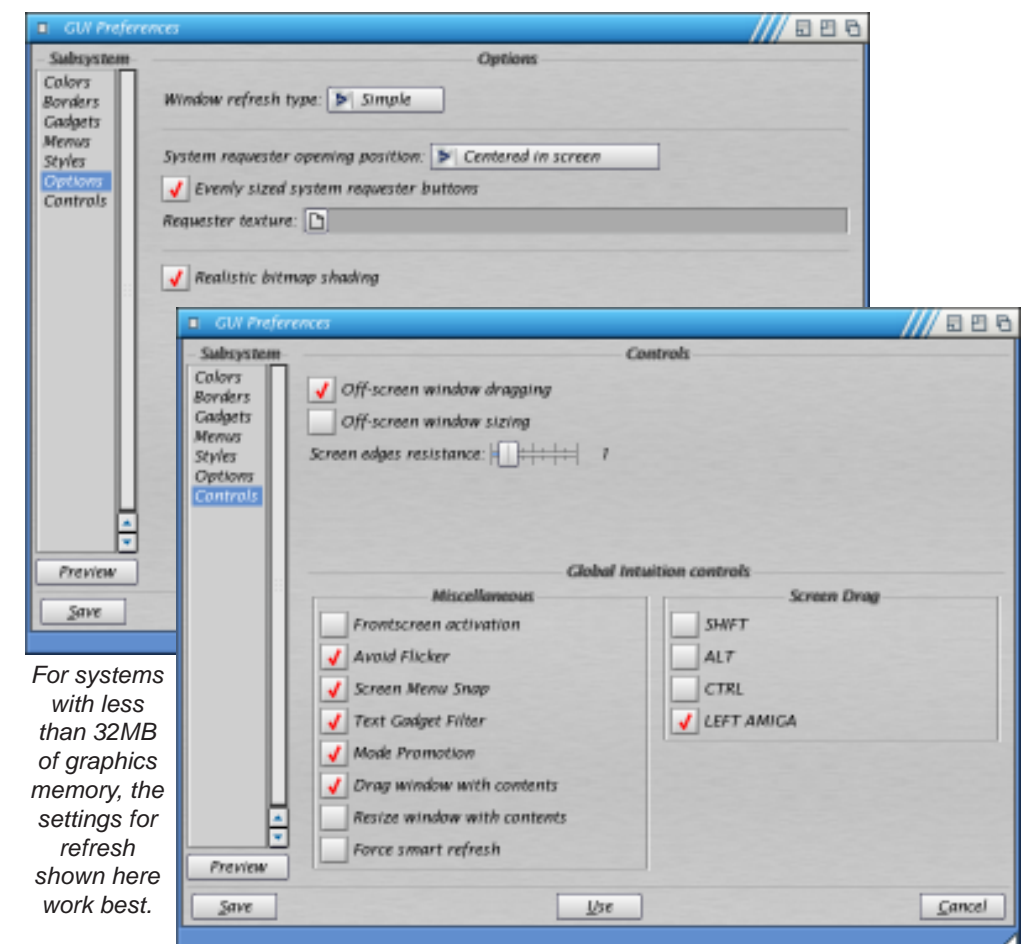 GUI Preferences
Subsystem
Colors
Borders
Gadgets
Menus
Styles
Options
Controls
Preview
Save
Options
Window refresh type: Simple
System requester opening position: Centered in screen
Evenly sized system requester buttons
Requester texture:
Realistic bitmap shading
GUI Preferences
Subsystem
Colors
Borders
Gadgets
Menus
Styles
Options
Controls
Preview
Controls
Off-screen window dragging
Off-screen window sizing
Screen edges resistance: 1
Global Intuition controls
Miscellaneous
Frontscreen activation
Avoid Flicker
Screen Menu Snap
Text Gadget Filter
Mode Promotion
Drag window with contents
Resize window with contents
Force smart refresh
Screen Drag
SHIFT
ALT
CTRL
LEFT AMIGA
Save
Use
Cancel
For systems
with less
than 32MB
of graphics
memory, the
settings for
refresh
shown here
work best.